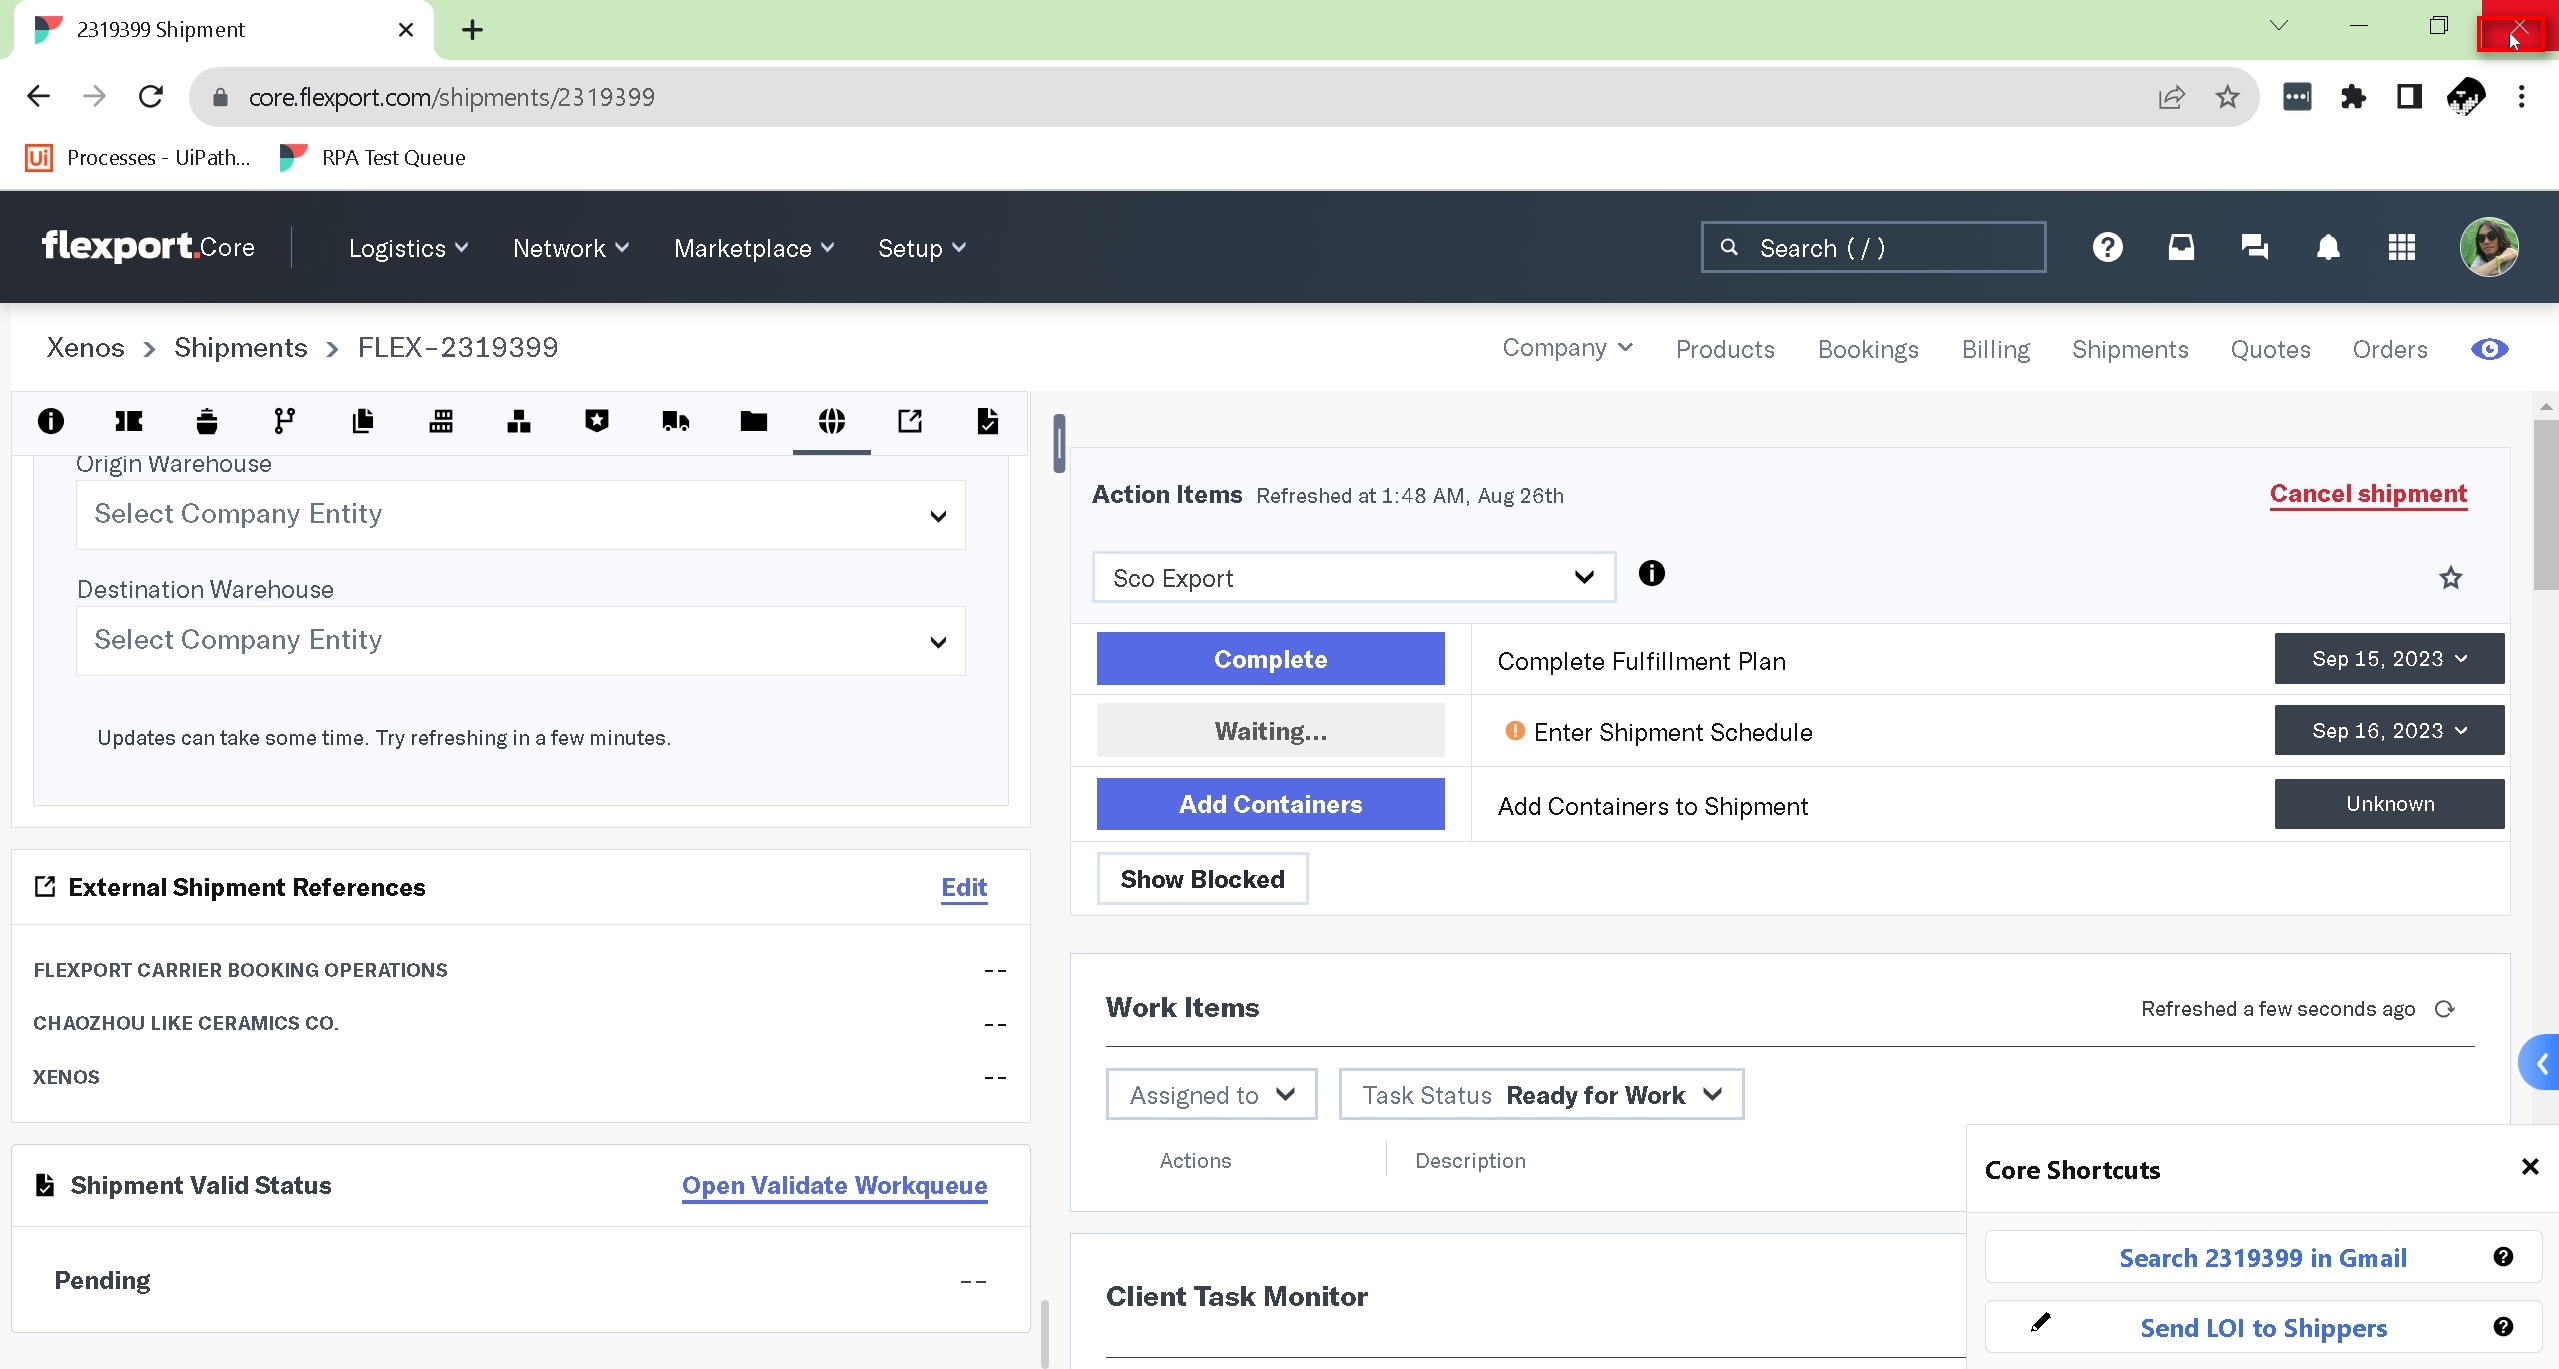 2319399 Shipment
core.flexport.com/shipments/2319399
Processes - UiPath...
RPA Test Queue
flexport.Core
Logistics
Network
Marketplace
Setup
Search ( / )
Xenos > Shipments > FLEX-2319399
Company
Products
Bookings
Billing
Shipments
Quotes
Orders
Origin Warehouse
Select Company Entity
Destination Warehouse
Select Company Entity
Updates can take some time. Try refreshing in a few minutes.
External Shipment References
Edit
FLEXPORT CARRIER BOOKING OPERATIONS --
CHAOZHOU LIKE CERAMICS CO. --
XENOS --
Shipment Valid Status
Open Validate Workqueue
Pending --
Action Items Refreshed at 1:48 AM, Aug 26th
Cancel shipment
Sco Export
Complete
Complete Fulfillment Plan
Sep 15, 2023
Waiting...
Enter Shipment Schedule
Sep 16, 2023
Add Containers
Add Containers to Shipment
Unknown
Show Blocked
Work Items
Refreshed a few seconds ago
Assigned to
Task Status Ready for Work
Actions
Description
Client Task Monitor
Core Shortcuts
Search 2319399 in Gmail
Send LOI to Shippers